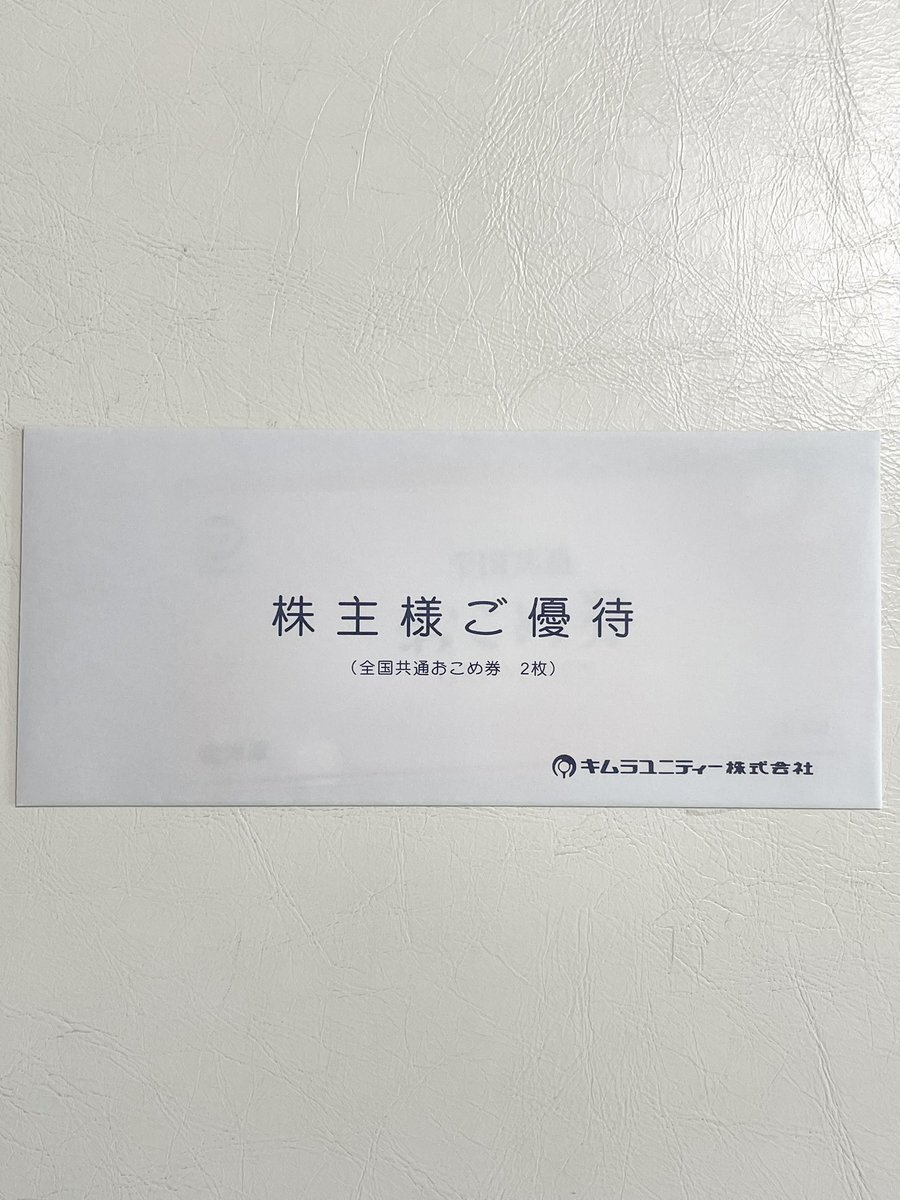 株主様ご優待
（全国共通おこめ券　2枚）
キムラユニティー株式会社